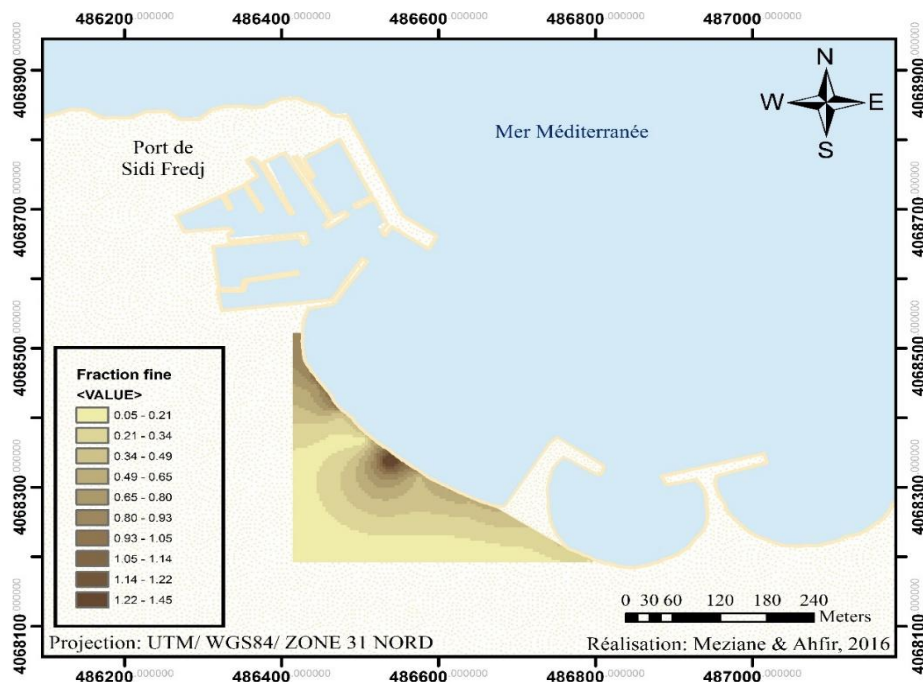 486200.000000 486400.000000 486600.000000 486800.000000 487000.000000
4068900.000000 4068900.000000
N
W E
S
Mer Méditerranée
Port de
Sidi Fredj
4068700.000000 4068700.000000
4068500.000000 4068500.000000
Fraction fine
<VALUE>
0.05 - 0.21
0.21 - 0.34
0.34 - 0.49
0.49 - 0.65
0.65 - 0.80
0.80 - 0.93
0.93 - 1.05
1.05 - 1.14
1.14 - 1.22
1.22 - 1.45
4068300.000000 4068300.000000
0 30 60 120 180 240
Meters
4068100.000000 4068100.000000
Projection: UTM/ WGS84/ ZONE 31 NORD Réalisation: Meziane & Ahfir, 2016
486200.000000 486400.000000 486600.000000 486800.000000 487000.000000